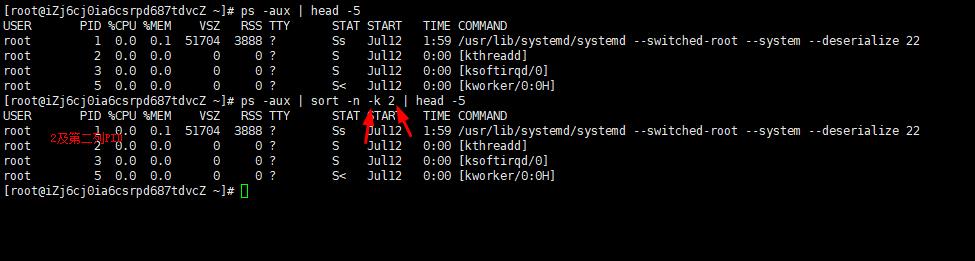 [root@iZj6cj0ia6csrpd687tdvcZ ~]# ps -aux | head -5
USER       PID %CPU %MEM    VSZ   RSS TTY      STAT START   TIME COMMAND
root         1  0.0  0.1  51704  3888 ?        Ss   Jul12   1:59 /usr/lib/systemd/systemd --switched-root --system --deserialize 22
root         2  0.0  0.0      0     0 ?        S    Jul12   0:00 [kthreadd]
root         3  0.0  0.0      0     0 ?        S    Jul12   0:00 [ksoftirqd/0]
root         5  0.0  0.0      0     0 ?        S<   Jul12   0:00 [kworker/0:0H]
[root@iZj6cj0ia6csrpd687tdvcZ ~]# ps -aux | sort -n -k 2 | head -5
USER       PID %CPU %MEM    VSZ   RSS TTY      STAT START   TIME COMMAND
root         1  0.0  0.1  51704  3888 ?        Ss   Jul12   1:59 /usr/lib/systemd/systemd --switched-root --system --deserialize 22
2及第二列PID
root         2  0.0  0.0      0     0 ?        S    Jul12   0:00 [kthreadd]
root         3  0.0  0.0      0     0 ?        S    Jul12   0:00 [ksoftirqd/0]
root         5  0.0  0.0      0     0 ?        S<   Jul12   0:00 [kworker/0:0H]
[root@iZj6cj0ia6csrpd687tdvcZ ~]#